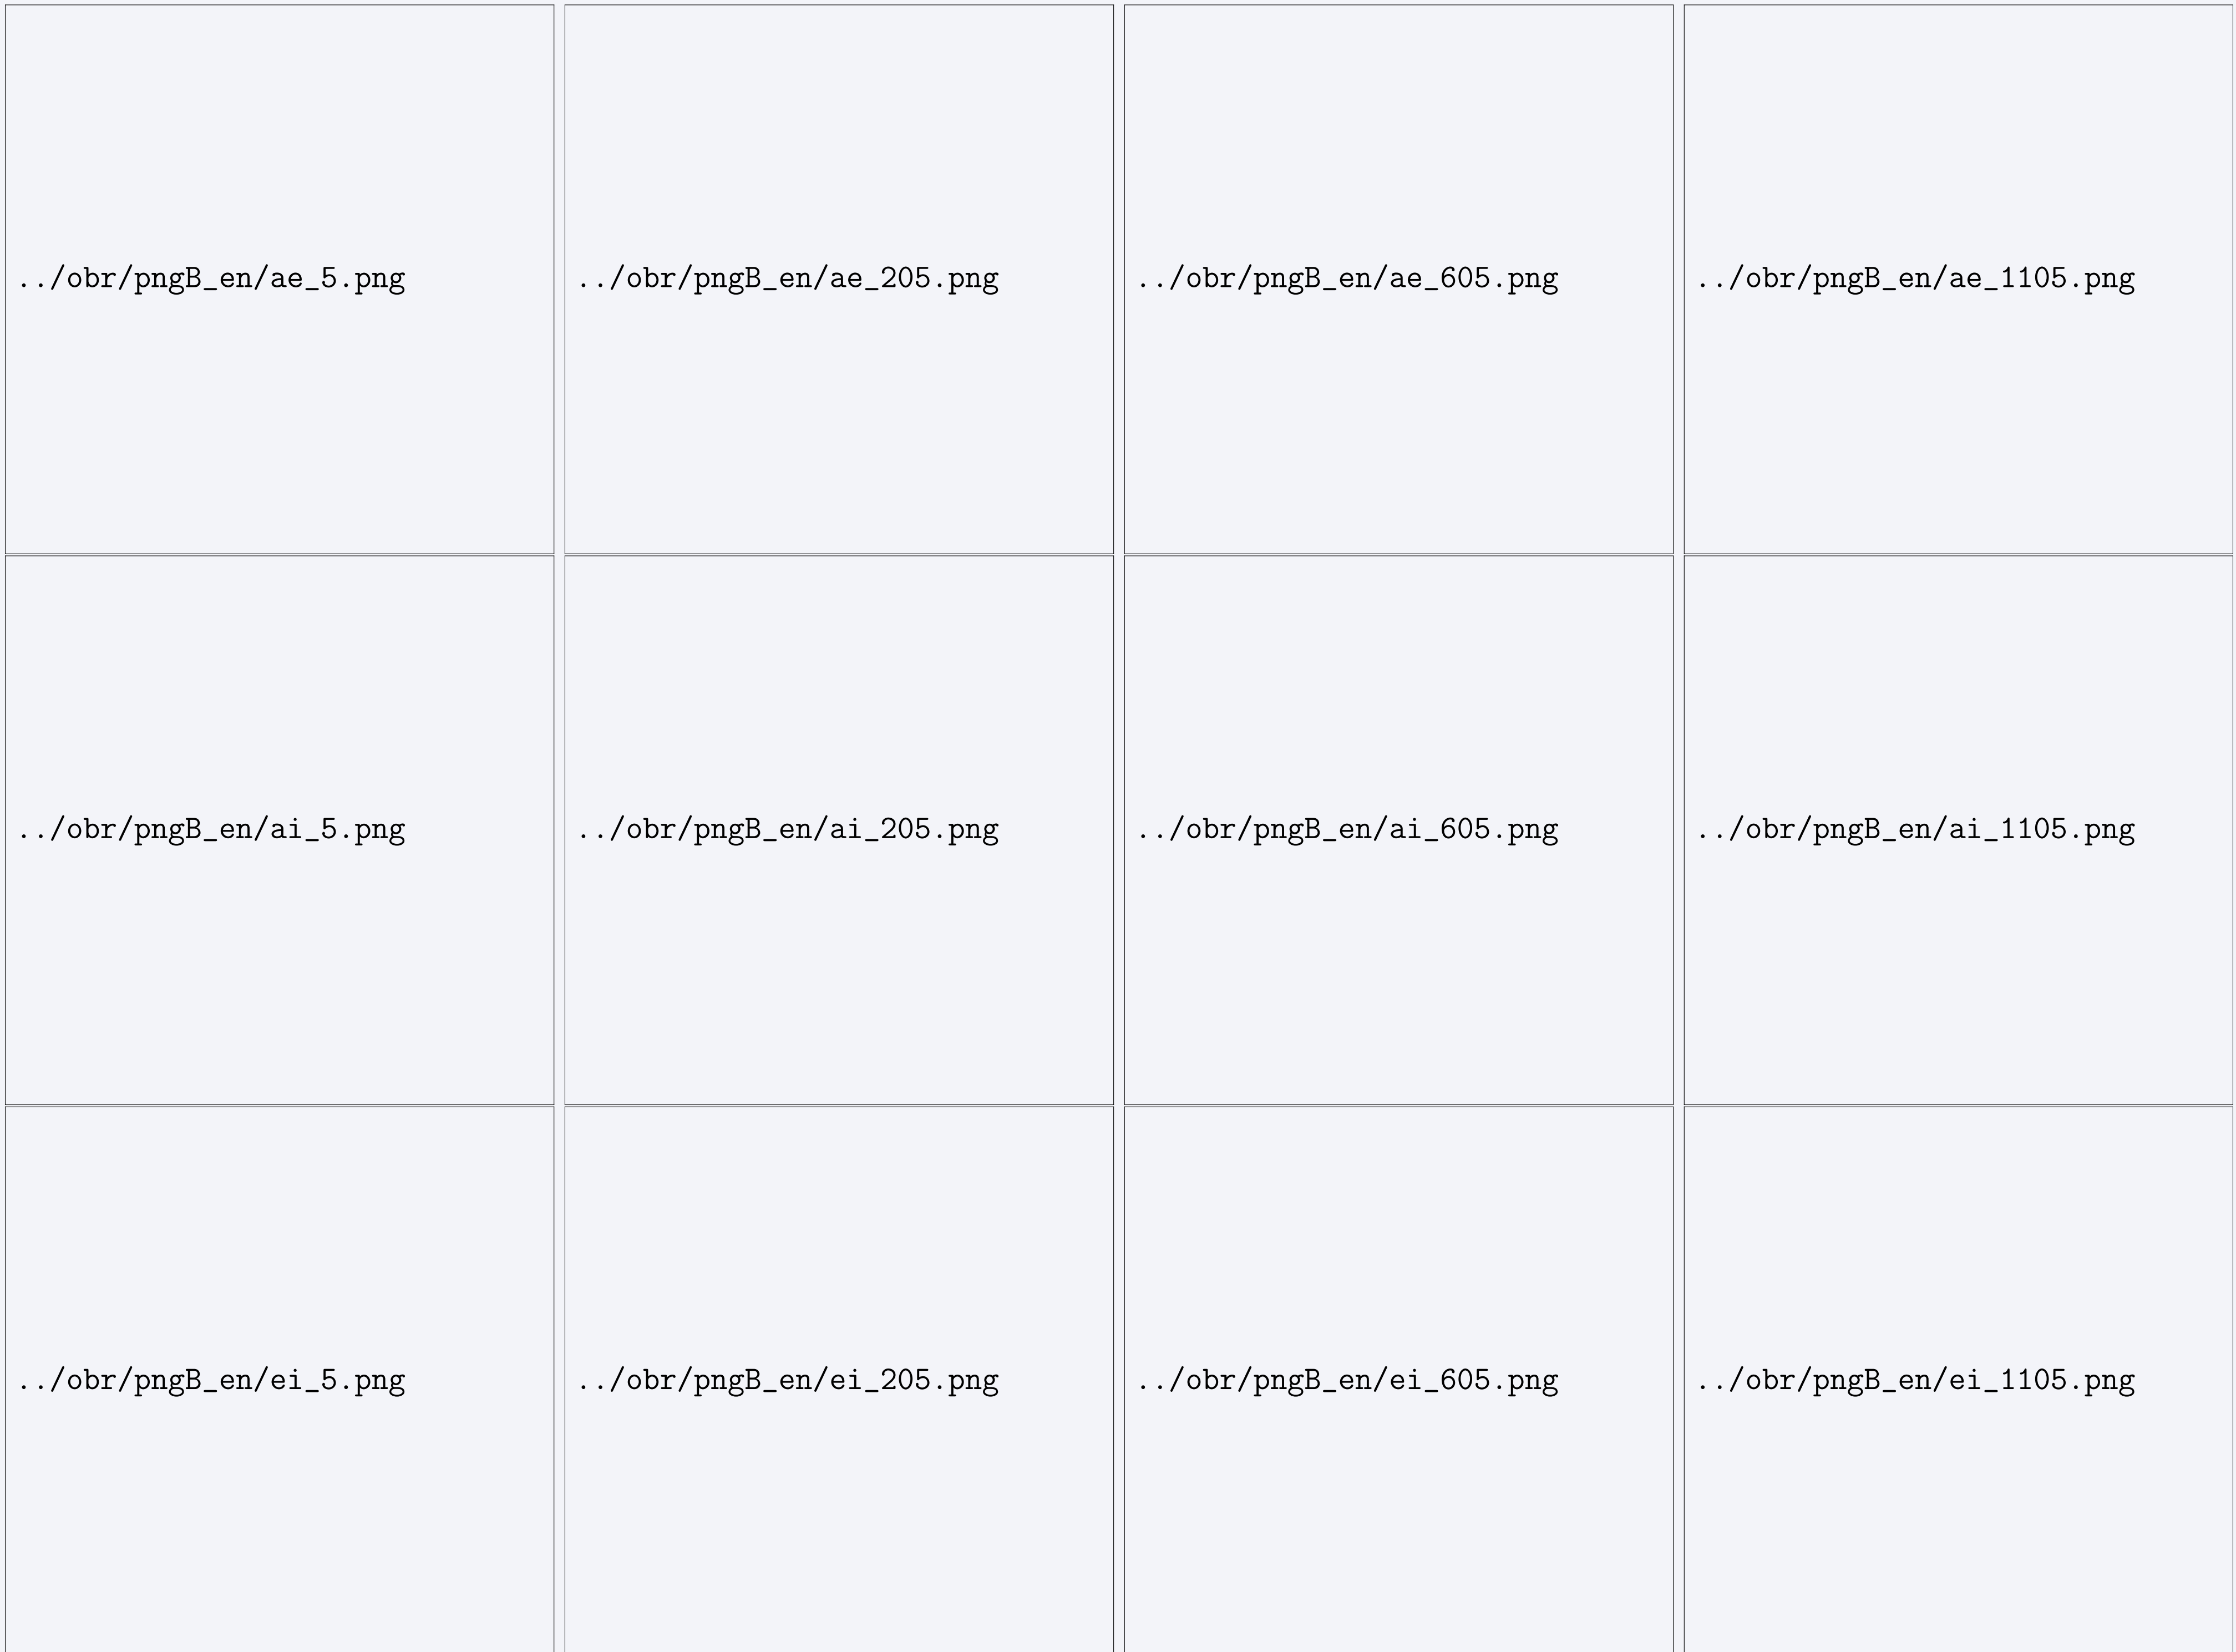 ../obr/pngB_en/ae_5.png
../obr/pngB_en/ae_205.png
../obr/pngB_en/ae_605.png
../obr/pngB_en/ae_1105.png
../obr/pngB_en/ai_5.png
../obr/pngB_en/ai_205.png
../obr/pngB_en/ai_605.png
../obr/pngB_en/ai_1105.png
../obr/pngB_en/ei_5.png
../obr/pngB_en/ei_205.png
../obr/pngB_en/ei_605.png
../obr/pngB_en/ei_1105.png